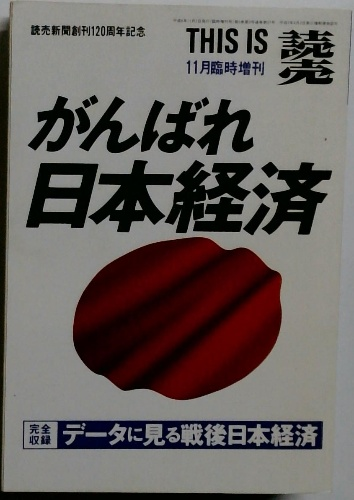 読売新聞創刊120周年記念
THIS IS 読売
11月臨時増刊
がんばれ
日本経済
完全収録 データに見る戦後日本経済